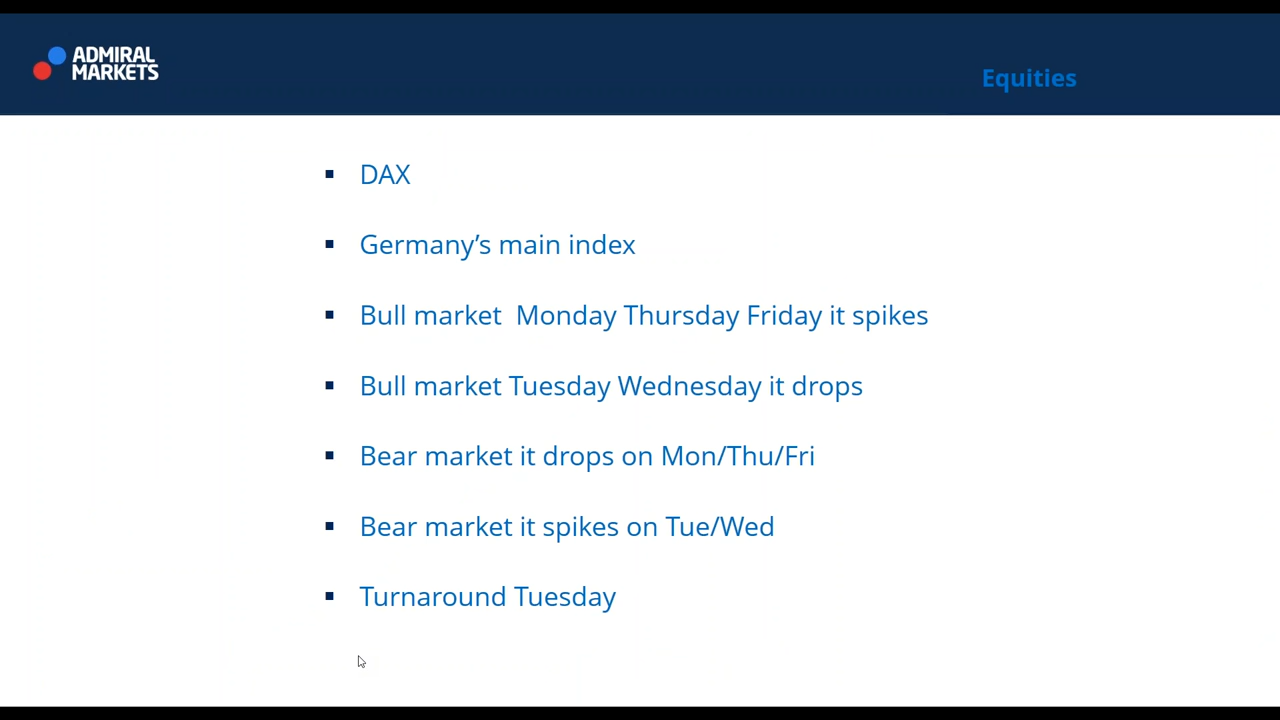 ADMIRAL
MARKETS
Equities
▪ DAX
▪ Germany’s main index
▪ Bull market  Monday Thursday Friday it spikes
▪ Bull market Tuesday Wednesday it drops
▪ Bear market it drops on Mon/Thu/Fri
▪ Bear market it spikes on Tue/Wed
▪ Turnaround Tuesday